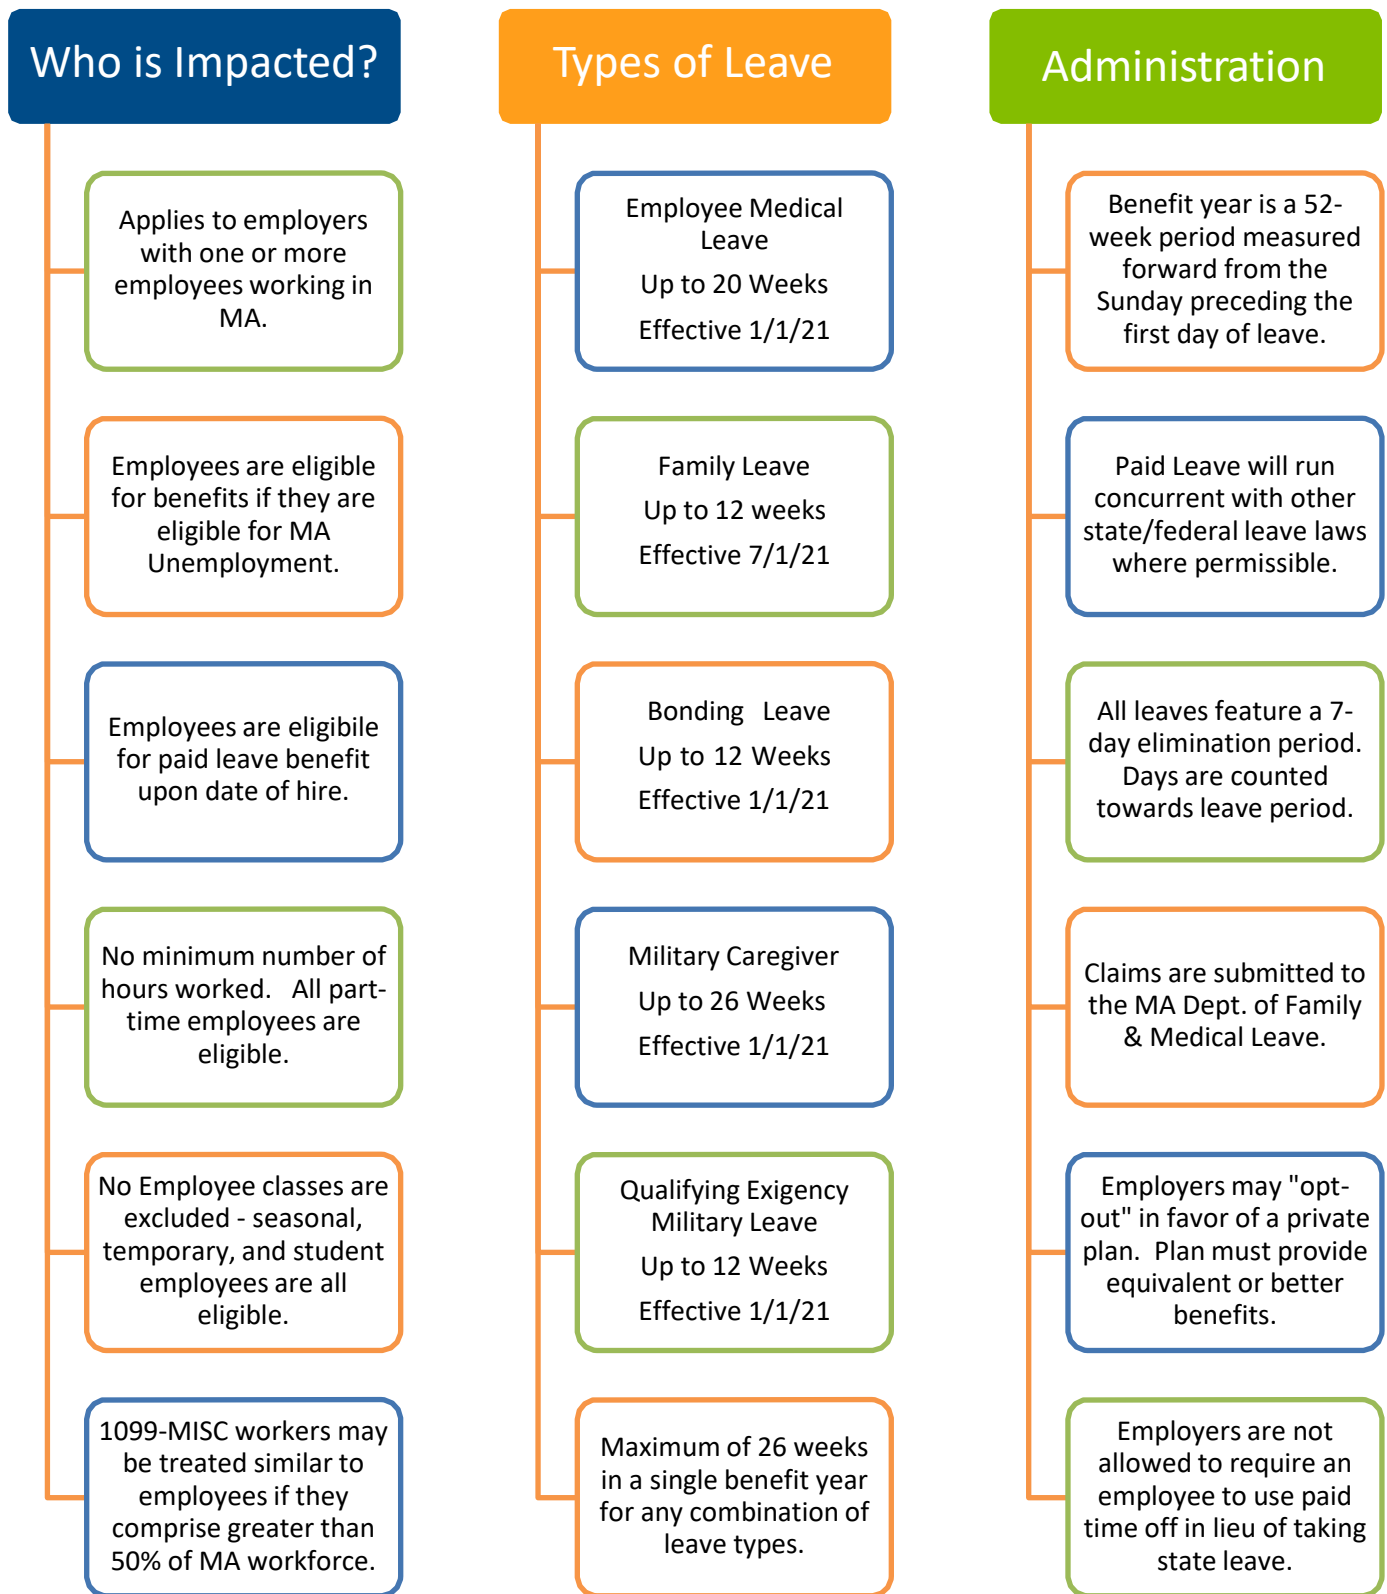 Who is Impacted?
Applies to employers
with one or more
employees working in
MA.
Employees are eligible
for benefits if they are
eligible for MA
Unemployment.
Employees are eligibile
for paid leave benefit
upon date of hire.
No minimum number of
hours worked.   All part-
time employees are
eligible.
No Employee classes are
excluded - seasonal,
temporary, and student
employees are all
eligible.
1099-MISC workers may
be treated similar to
employees if they
comprise greater than
50% of MA workforce.
Types of Leave
Employee Medical
Leave
Up to 20 Weeks
Effective 1/1/21
Family Leave
Up to 12 weeks
Effective 7/1/21
Bonding  Leave
Up to 12 Weeks
Effective 1/1/21
Military Caregiver
Up to 26 Weeks
Effective 1/1/21
Qualifying Exigency
Military Leave
Up to 12 Weeks
Effective 1/1/21
Maximum of 26 weeks
in a single benefit year
for any combination of
leave types.
Administration
Benefit year is a 52-
week period measured
forward from the
Sunday preceding the
first day of leave.
Paid Leave will run
concurrent with other
state/federal leave laws
where permissible.
All leaves feature a 7-
day elimination period.
Days are counted
towards leave period.
Claims are submitted to
the MA Dept. of Family
& Medical Leave.
Employers may "opt-
out" in favor of a private
plan.  Plan must provide
equivalent or better
benefits.
Employers are not
allowed to require an
employee to use paid
time off in lieu of taking
state leave.